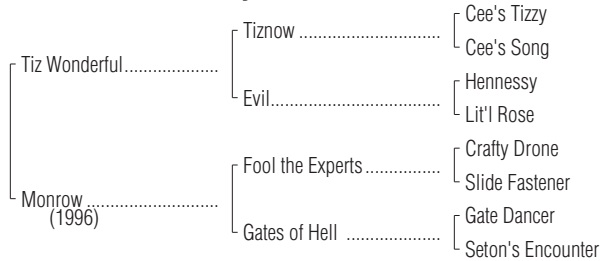 Cee's Tizzy
Tiznow ..................................
Cee's Song
Tiz Wonderful......................
Hennessy
Evil.........................................
Lit'l Rose
Crafty Drone
Fool the Experts ..................
Slide Fastener
Monrow ...............................
(1996)
Gate Dancer
Gates of Hell ......................
Seton's Encounter